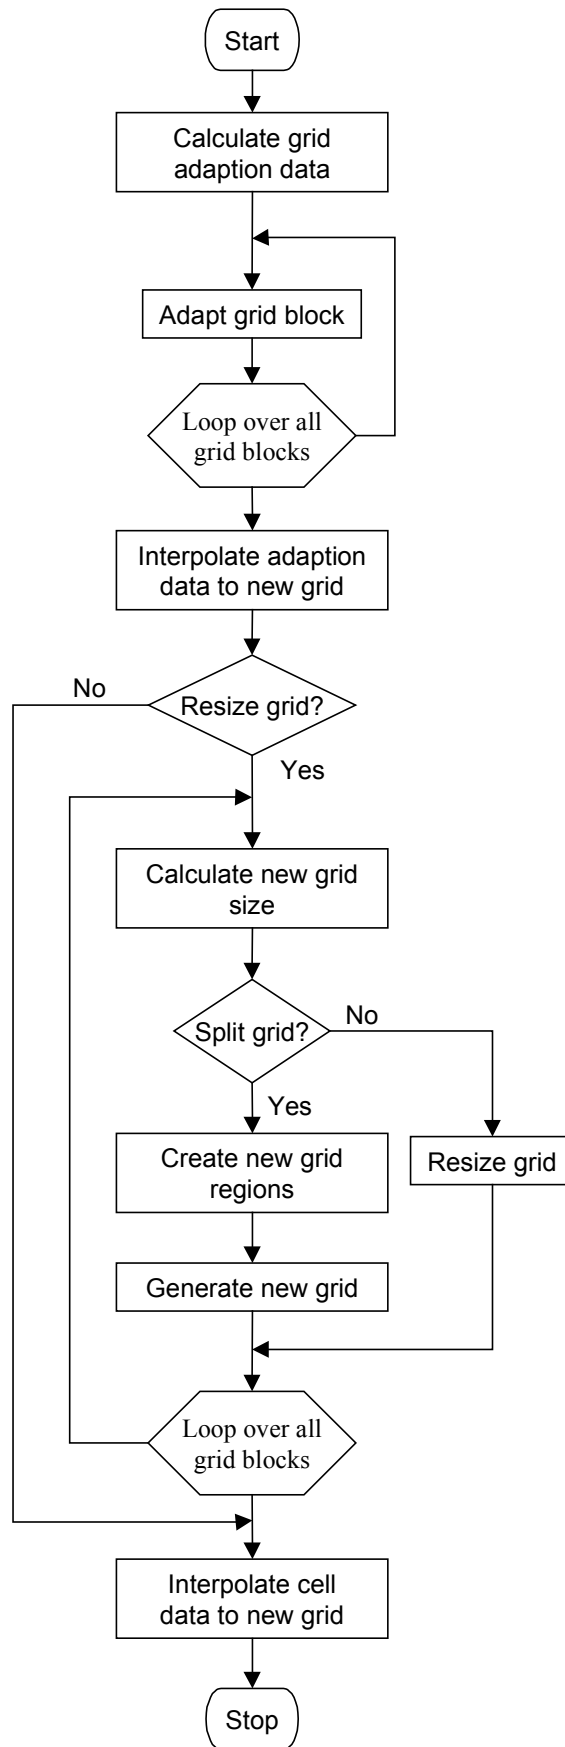 Start
Calculate grid
adaption data
Adapt grid block
Loop over all
grid blocks
Interpolate adaption
data to new grid
No
Resize grid?
Yes
Calculate new grid
size
Split grid?
No
Yes
Create new grid
regions
Resize grid
Generate new grid
Loop over all
grid blocks
Interpolate cell
data to new grid
Stop